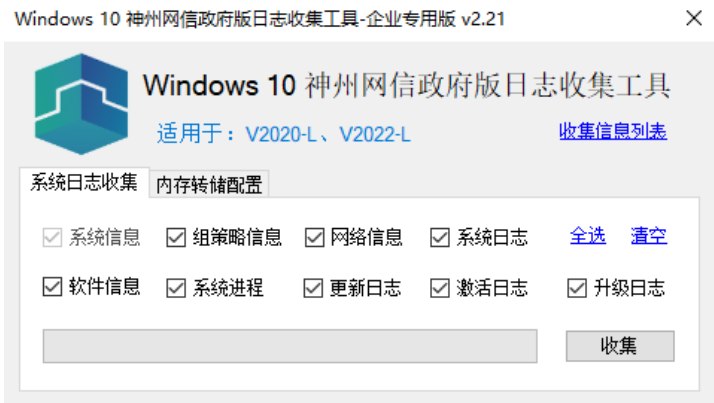 Windows 10 神州网信政府版日志收集工具-企业专用版 v2.21
Windows 10 神州网信政府版日志收集工具
适用于：V2020-L、V2022-L 收集信息列表
系统日志收集 内存转储配置
系统信息 组策略信息 网络信息 系统日志 全选 清空
软件信息 系统进程 更新日志 激活日志 升级日志
收集